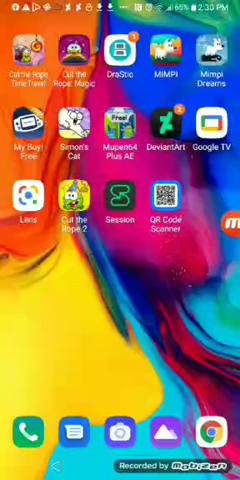 65% 2:30 PM
Cut the Rope Cut the DraStic MIMPI Mimpi
Time Travel Rope: Magic Dreams
Free!
My Boy! Simon's Mupen64 DeviantArt Google TV
Free Cat Plus AE
Lens Cut the Session QR Code
Rope 2 Scanner
Screen Recorded by Mobizen